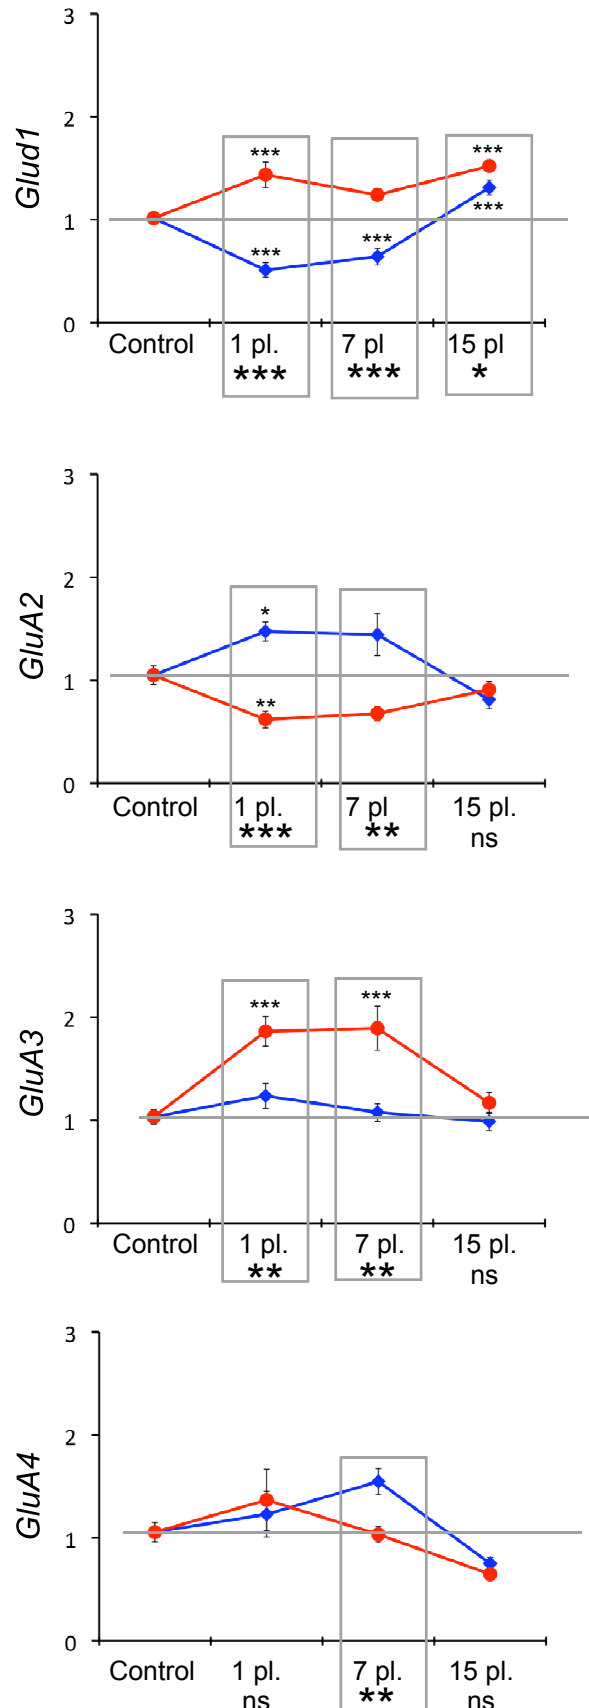 3
2
1
0
Glud1
***
***
***
***
***
Control 1 pl. 7 pl 15 pl
*** *** *
3
2
1
0
GluA2
*
**
Control 1 pl. 7 pl 15 pl.
*** ** ns
3
2
1
0
GluA3
*** ***
Control 1 pl. 7 pl. 15 pl.
** ** ns
3
2
1
0
GluA4
Control 1 pl. 7 pl. 15 pl.
ns ** ns